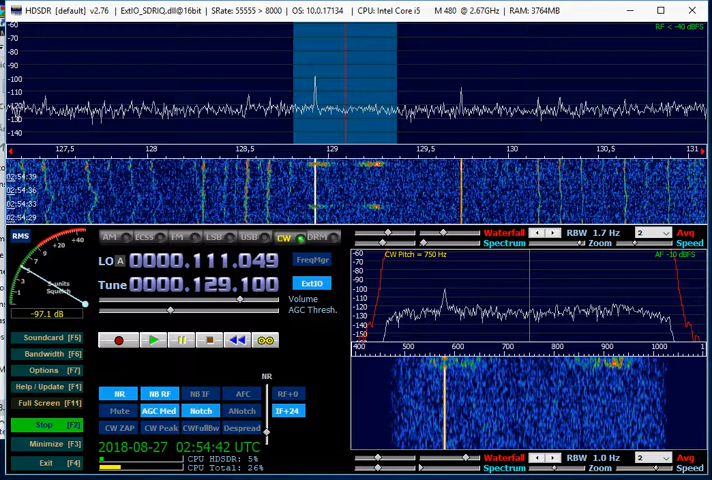 HDSDR [default] v2.76 | ExtIO_SDRIQ.dll@16bit | SRate: 55555 > 8000 | OS: 10.0.17134 | CPU: Intel Core i5 M 480 @ 2.67GHz | RAM: 3764MB
-60
RF < -40 dBFS
-70
-80
-90
-100
-110
-120
-130
-140
127,5 128 128,5 129 129,5 130 130,5 131
02:54:39
02:54:36
02:54:33
02:54:29
RMS
+20 +40
9
S-units
Squelch
-97.1 dB
AM ECSS FM LSB USB CW DRM
LO A 0000.111.049 FreqMgr
Tune 0000.129.100 ExtIO
Volume
AGC Thresh.
Waterfall RBW 1.7 Hz 2 Avg
Spectrum Zoom Speed
-60 CW Pitch = 750 Hz AF -10 dBFS
-70
-80
-90
-100
-110
-120
-130
-140
-150
400 500 600 700 800 900 1000
Soundcard [F5]
Bandwidth [F6]
Options [F7]
Help / Update [F1]
Full Screen [F11]
Stop [F2]
Minimize [F3]
Exit [F4]
NR
NR NB RF NB IF AFC RF+0
Mute AGC Med Notch ANotch IF+24
CW ZAP CW Peak CWFullBw Despread
2018-08-27 02:54:42 UTC
CPU HDSDR: 5%
CPU Total: 26%
Waterfall RBW 1.0 Hz 2 Avg
Spectrum Zoom Speed